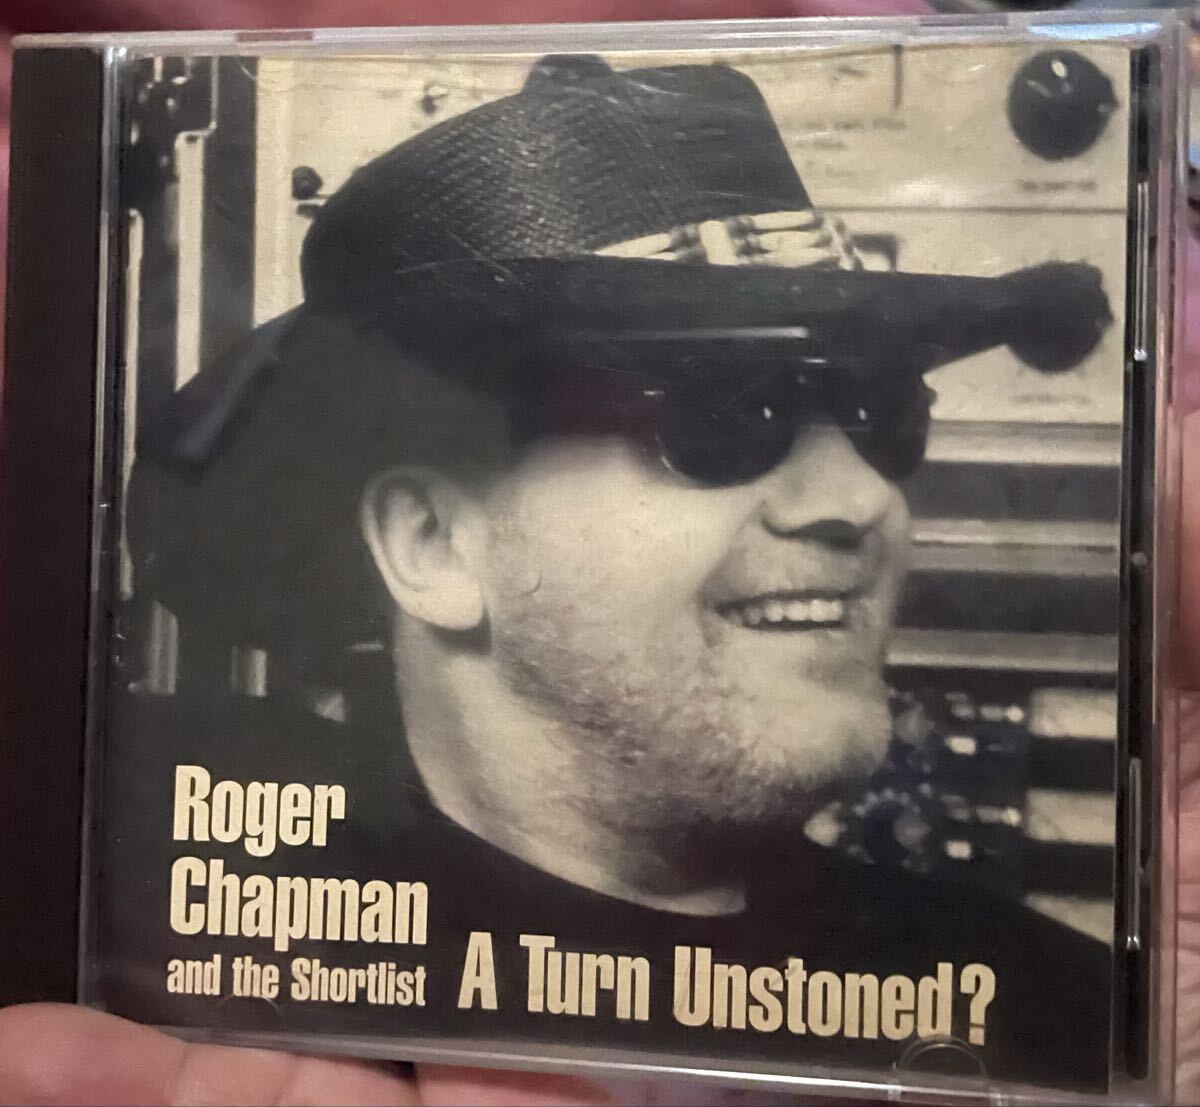 Roger
Chapman
and the Shortlist
A Turn Unstoned?